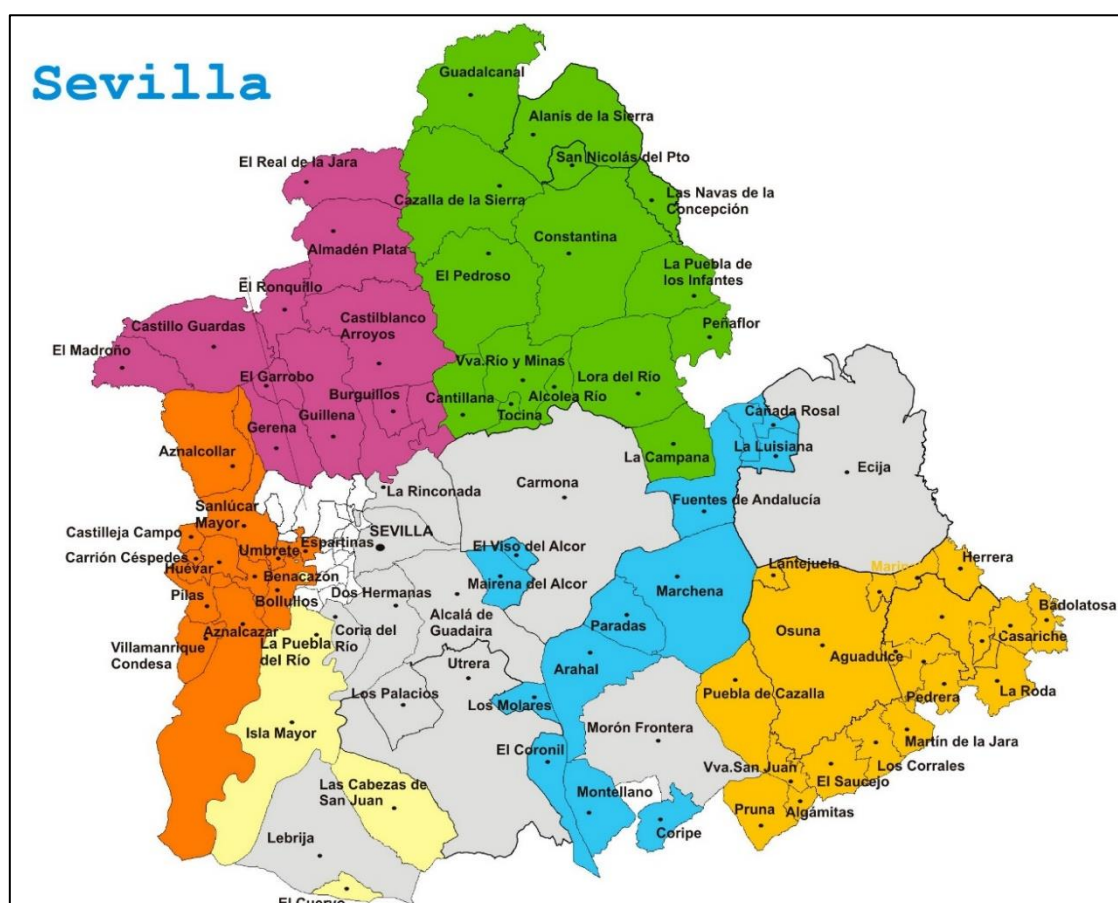 Sevilla
Guadalcanal
Alanís de la Sierra
San Nicolás del Pto
El Real de la Jara
Cazalla de la Sierra
Las Navas de la
Concepción
Constantina
Almadén Plata
El Pedroso
La Puebla de
los Infantes
El Ronquillo
Castillo Guardas
Castilblanco
Arroyos
Peñaflor
El Madroño
Vva.Río y Minas
El Garrobo
Lora del Río
Burguillos
Cantillana
Alcolea Río
Tocina
Guillena
Gerena
Cañada Rosal
La Luisiana
Aznalcollar
La Campana
Ecija
La Rinconada
Carmona
Fuentes de Andalucía
Sanlúcar
Mayor
Castilleja Campo
SEVILLA
Espartinas
Umbrete
El Viso del Alcor
Carrión Céspedes
Huévar
Lantejuela
Herrera
Benacazón
Mairena del Alcor
Marchena
Pilas
Bollullos
Dos Hermanas
Badolatosa
Alcalá de
Guadaira
Paradas
Osuna
Casariche
Aznalcazar
La Puebla
del Río
Coria del
Río
Villamanrique
Condesa
Arahal
Aguadulce
Utrera
Puebla de Cazalla
Pedrera
La Roda
Los Palacios
Los Molares
Isla Mayor
Morón Frontera
Martín de la Jara
El Coronil
Los Corrales
Vva.San Juan
El Saucejo
Las Cabezas de
San Juan
Montellano
Pruna
Algámitas
Coripe
Lebrija